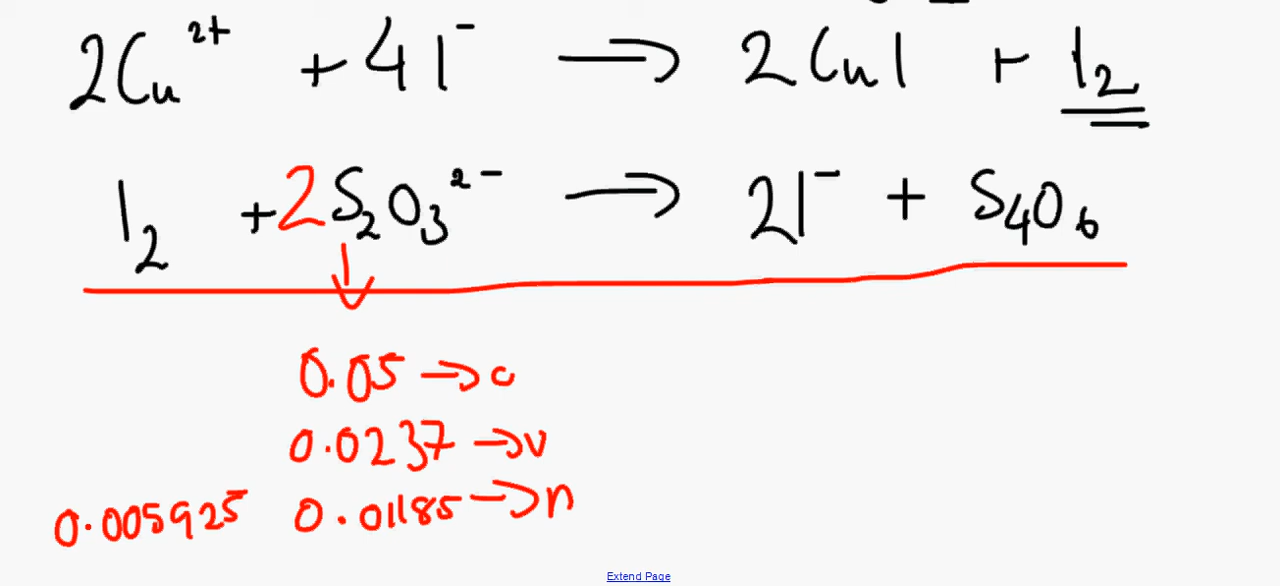 2Cu²⁺ + 4I⁻ → 2CuI + I₂
I₂ + 2S₂O₃²⁻ → 2I⁻ + S₄O₆
0.05 → c
0.0237 → v
0.005925 0.01185 → n
Extend Page